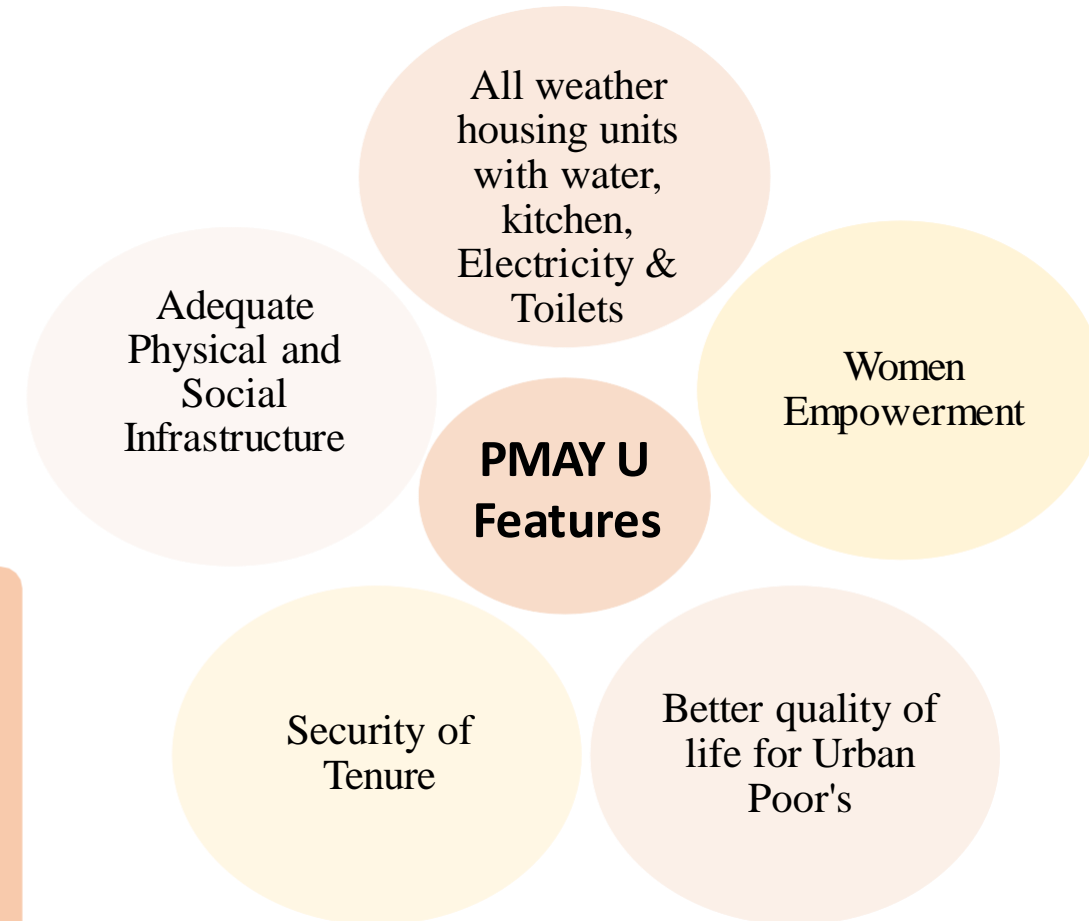 All weather
housing units
with water,
kitchen,
Electricity &
Toilets
Women
Empowerment
Better quality of
life for Urban
Poor's
Security of
Tenure
Adequate
Physical and
Social
Infrastructure
PMAY U
Features